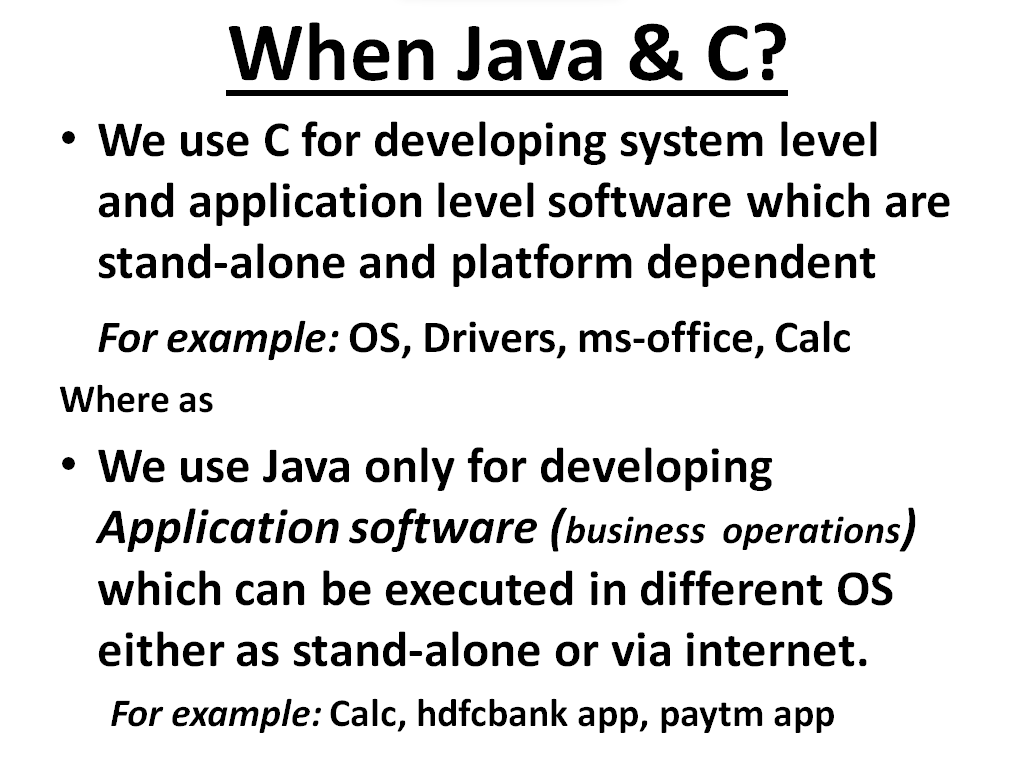 When Java & C?
• We use C for developing system level
and application level software which are
stand-alone and platform dependent
For example: OS, Drivers, ms-office, Calc
Where as
• We use Java only for developing
Application software (business operations)
which can be executed in different OS
either as stand-alone or via internet.
For example: Calc, hdfcbank app, paytm app